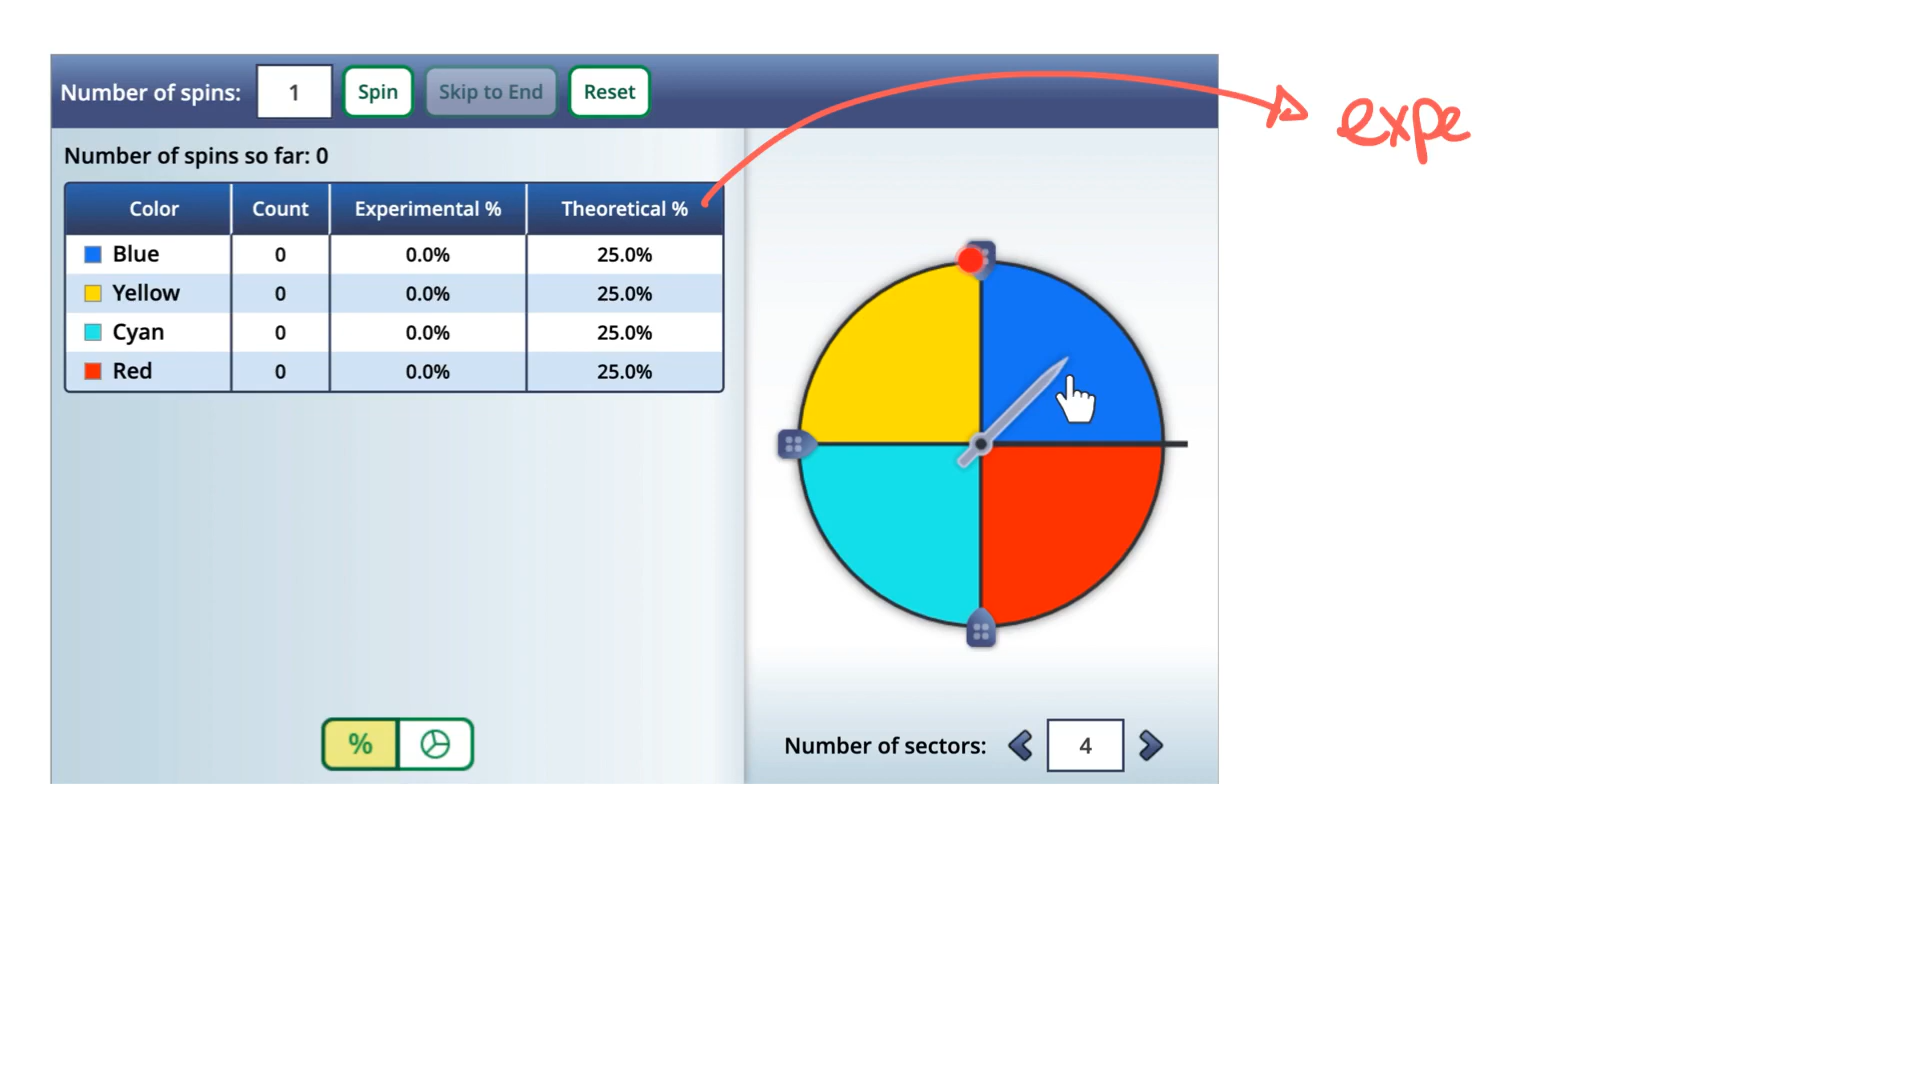 Number of spins: 1 Spin Skip to End Reset
expe
Number of spins so far: 0
Color Count Experimental % Theoretical %
Blue 0 0.0% 25.0%
Yellow 0 0.0% 25.0%
Cyan 0 0.0% 25.0%
Red 0 0.0% 25.0%
%
Number of sectors: 4